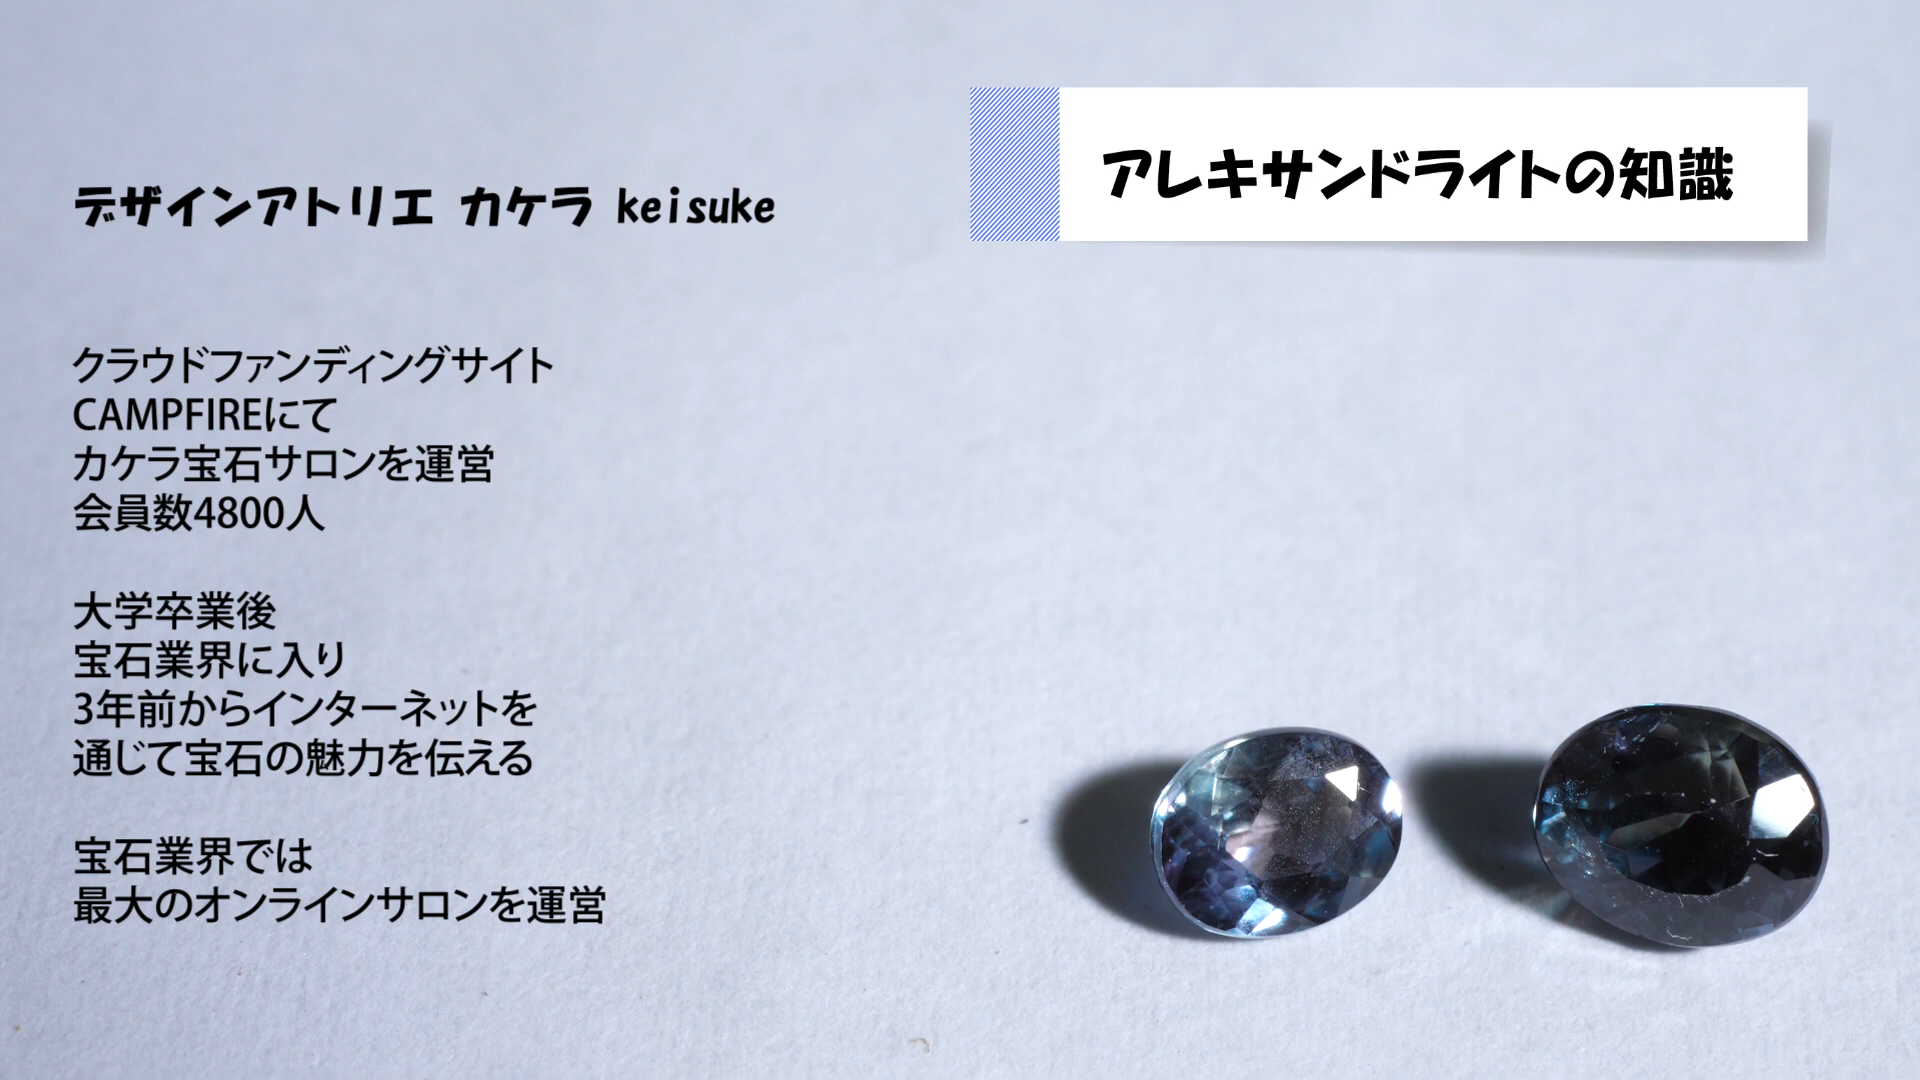 アレキサンドライトの知識
デザインアトリエ カケラ keisuke
クラウドファンディングサイト
CAMPFIREにて
カケラ宝石サロンを運営
会員数4800人
大学卒業後
宝石業界に入り
3年前からインターネットを
通じて宝石の魅力を伝える
宝石業界では
最大のオンラインサロンを運営